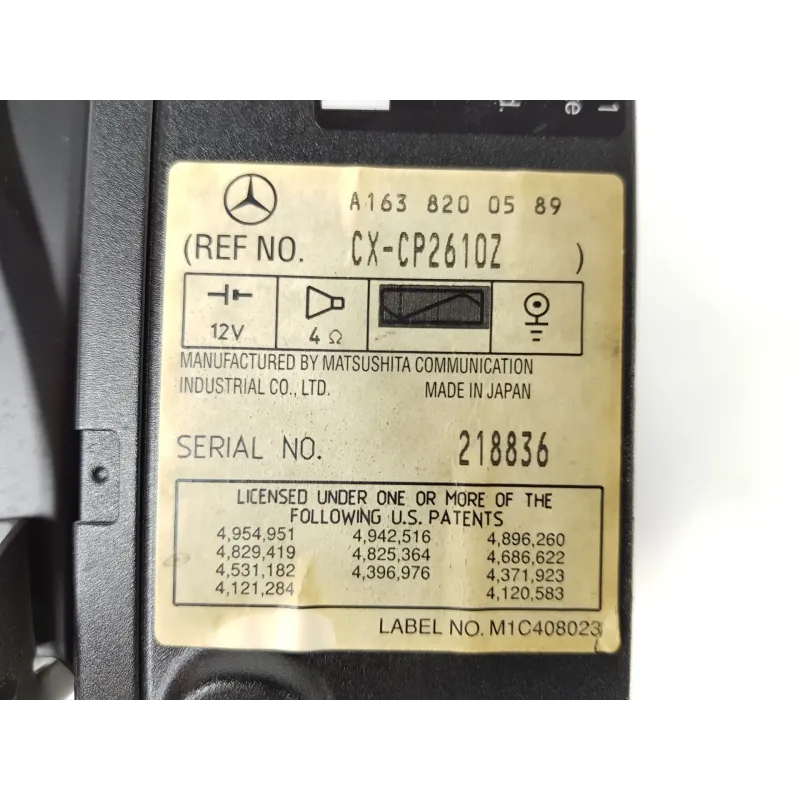 1
e
d.
A163 820 0589
(REF NO. CX-CP2610Z )
12V 4 Ω
MANUFACTURED BY MATSUSHITA COMMUNICATION
INDUSTRIAL CO., LTD. MADE IN JAPAN
SERIAL NO. 218836
LICENSED UNDER ONE OR MORE OF THE
FOLLOWING U.S. PATENTS
4,954,951 4,942,516 4,896,260
4,829,419 4,825,364 4,686,622
4,531,182 4,396,976 4,371,923
4,121,284 4,120,583
LABEL NO. M1C408023